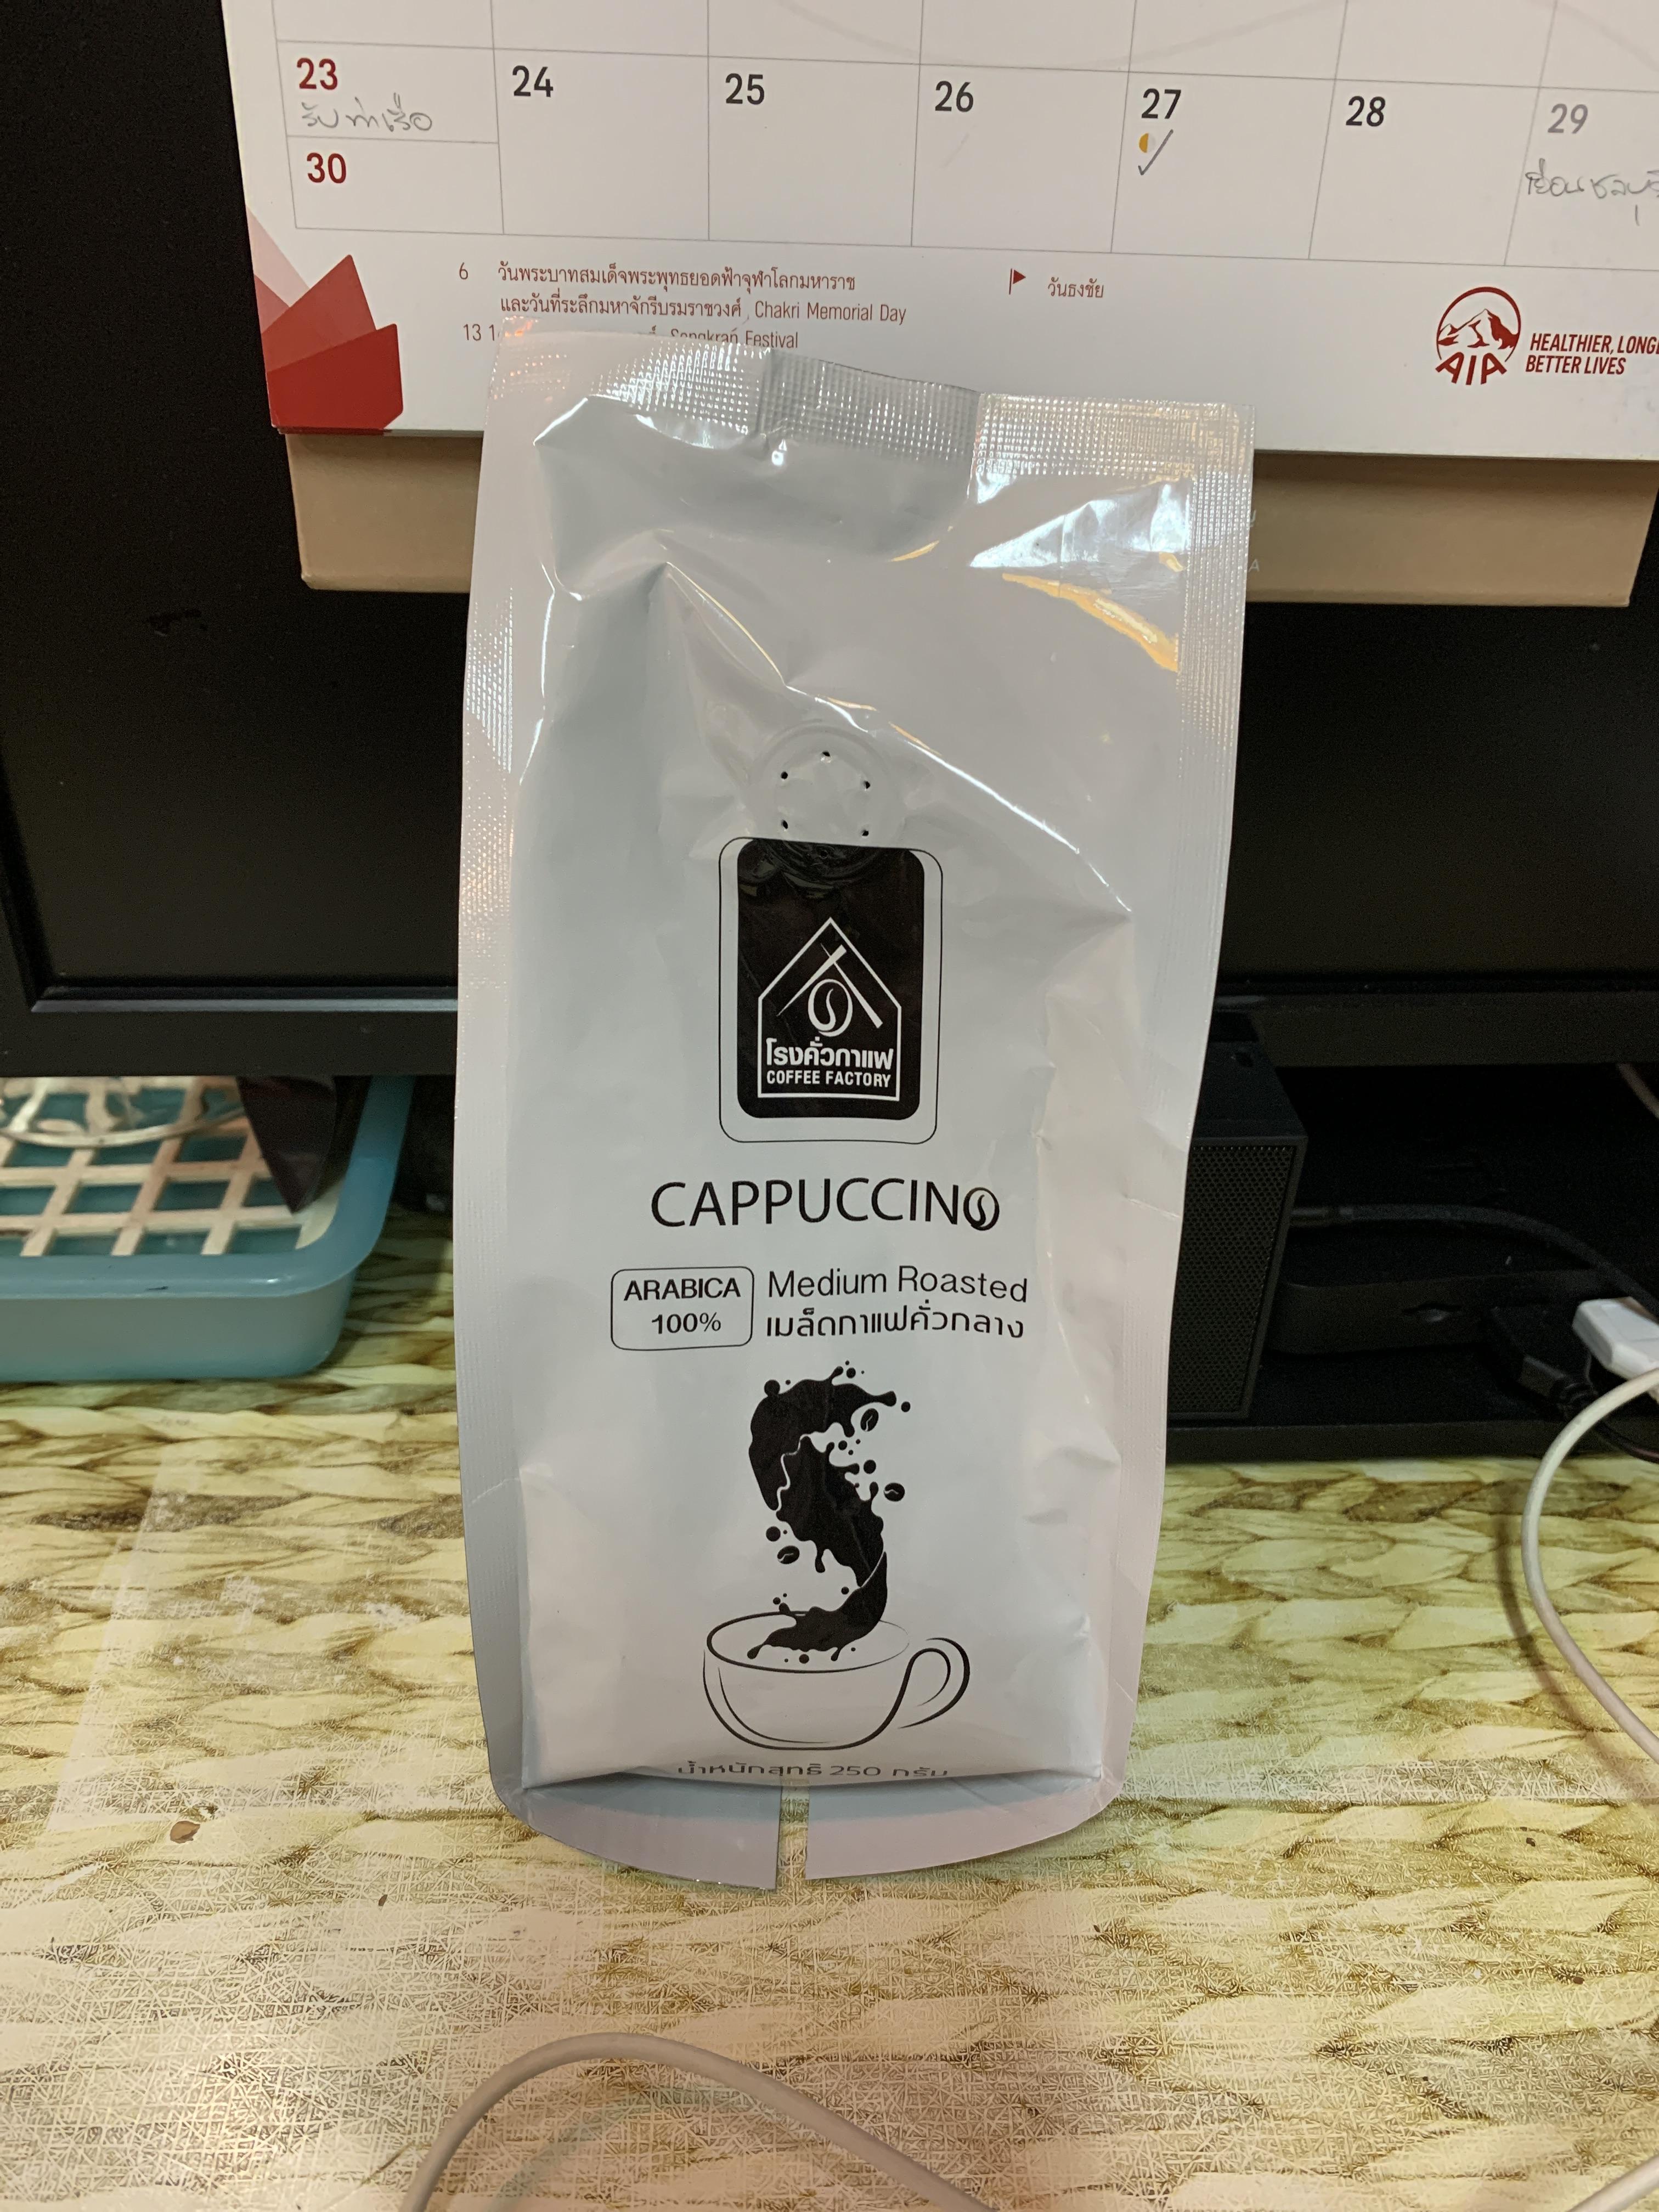 23
24
25
26
27
28
29
รับ ท่าเรือ
30
6 วันพระบาทสมเด็จพระพุทธยอดฟ้าจุฬาโลกมหาราช
และวันที่ระลึกมหาจักรีบรมราชวงศ์ , Chakri Memorial Day
วันธงชัย
13
Songkran Festival
AIA
HEALTHIER, LONGE
BETTER LIVES
โรงคั่วกาแฟ
COFFEE FACTORY
CAPPUCCINO
ARABICA
100%
Medium Roasted
เมล็ดกาแฟคั่วกลาง
น้ำหนักสุทธิ 250 กรัม